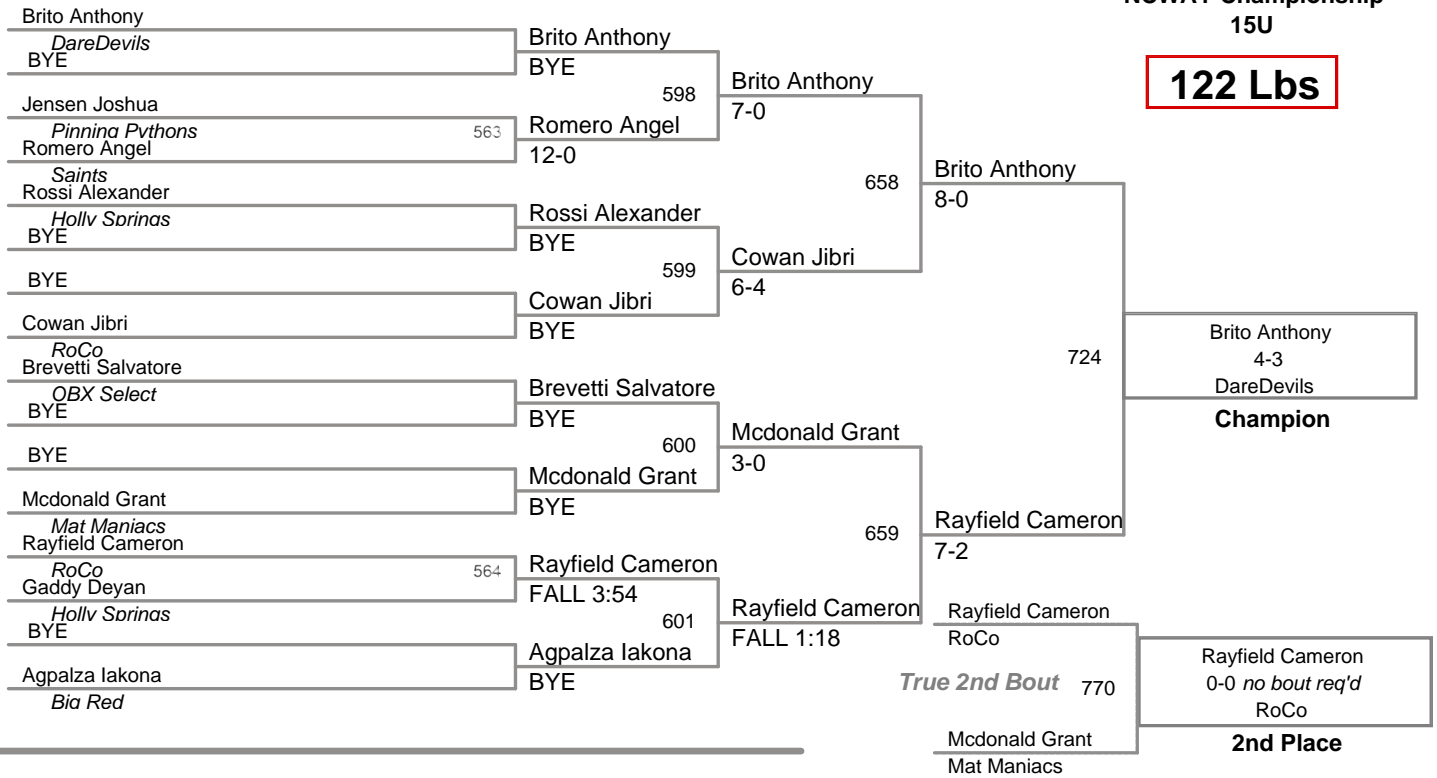 NCWAY Championship
15U
122 Lbs
Brito Anthony
DareDevils
BYE
Jensen Joshua
Pinning Pythons
Romero Angel
Saints
Rossi Alexander
Holly Springs
BYE
BYE
Cowan Jibri
RoCo
Brevetti Salvatore
OBX Select
BYE
BYE
Mcdonald Grant
Mat Maniacs
Rayfield Cameron
RoCo
Gaddy Deyan
Holly Springs
BYE
Agpalza Iakona
Big Red
563
564
Brito Anthony
BYE
Romero Angel
12-0
Rossi Alexander
BYE
Cowan Jibri
BYE
Brevetti Salvatore
BYE
Mcdonald Grant
BYE
Rayfield Cameron
FALL 3:54
Agpalza Iakona
BYE
598
599
600
601
Brito Anthony
7-0
Cowan Jibri
6-4
Mcdonald Grant
3-0
Rayfield Cameron
FALL 1:18
658
659
Brito Anthony
8-0
Rayfield Cameron
7-2
724
Brito Anthony
4-3
DareDevils
Champion
Rayfield Cameron
RoCo
True 2nd Bout 770
Mcdonald Grant
Mat Maniacs
Rayfield Cameron
0-0 no bout req'd
RoCo
2nd Place